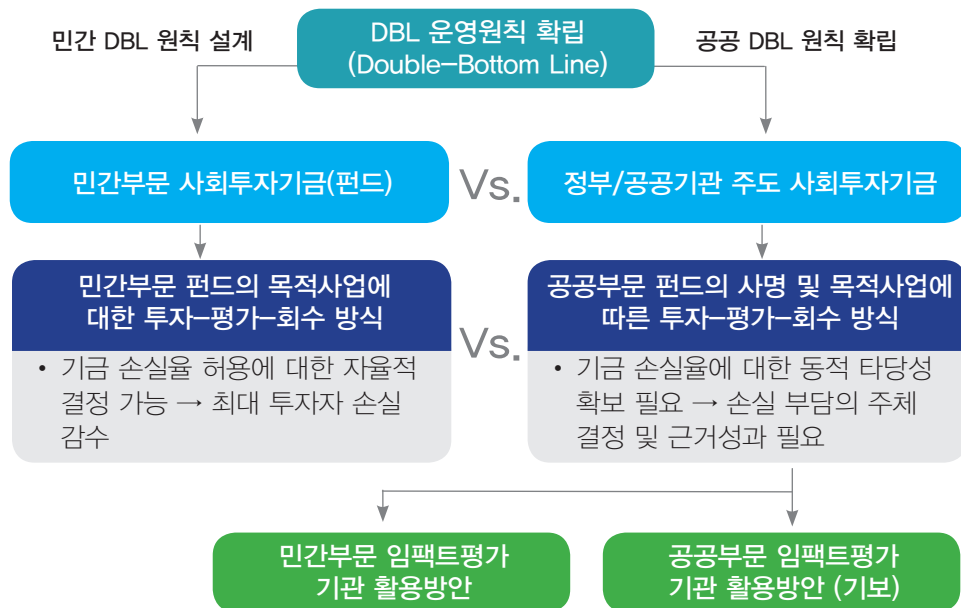 민간 DBL 원칙 설계
DBL 운영원칙 확립
(Double-Bottom Line)
공공 DBL 원칙 확립
민간부문 사회투자기금(펀드)
Vs.
정부/공공기관 주도 사회투자기금
민간부문 펀드의 목적사업에
대한 투자-평가-회수 방식
• 기금 손실율 허용에 대한 자율적
결정 가능 → 최대 투자자 손실
감수
Vs.
공공부문 펀드의 사명 및 목적사업에
따른 투자-평가-회수 방식
• 기금 손실율에 대한 동적 타당성
확보 필요 → 손실 부담의 주체
결정 및 근거성과 필요
민간부문 임팩트평가
기관 활용방안
공공부문 임팩트평가
기관 활용방안 (기보)